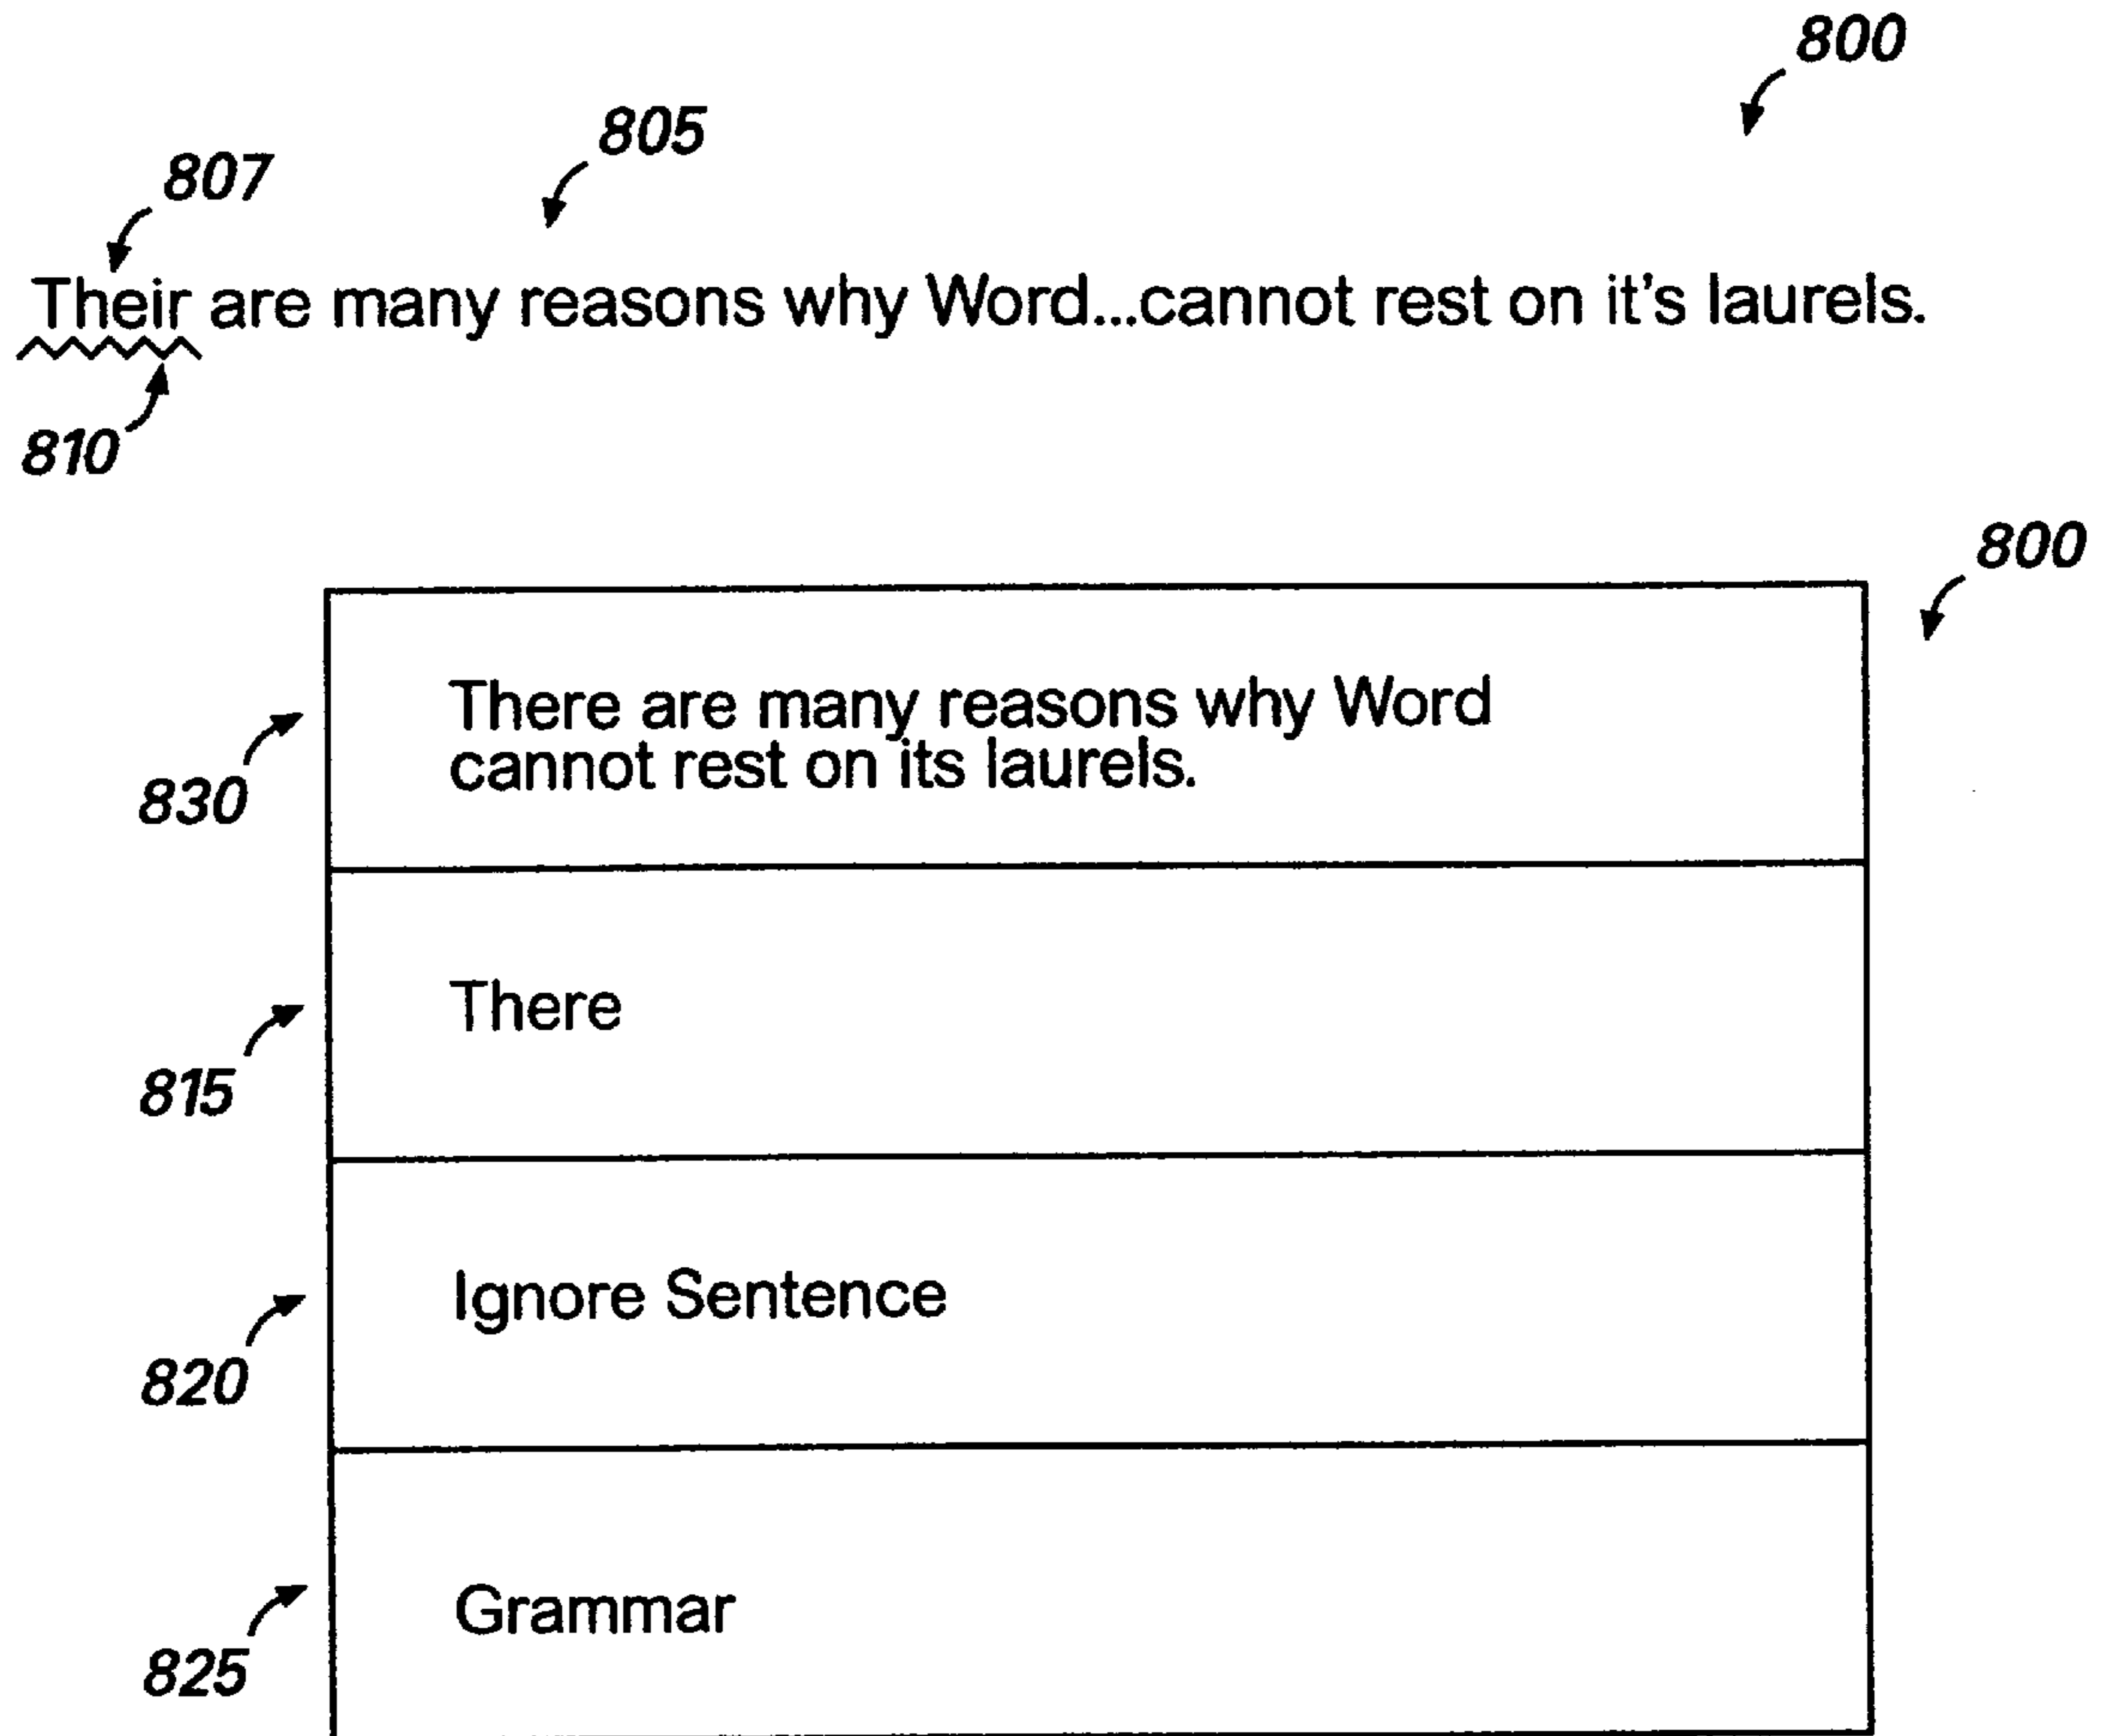 800
805
807
Their are many reasons why Word...cannot rest on it's laurels.
810
800
There are many reasons why Word
cannot rest on its laurels.
830
There
815
Ignore Sentence
820
Grammar
825